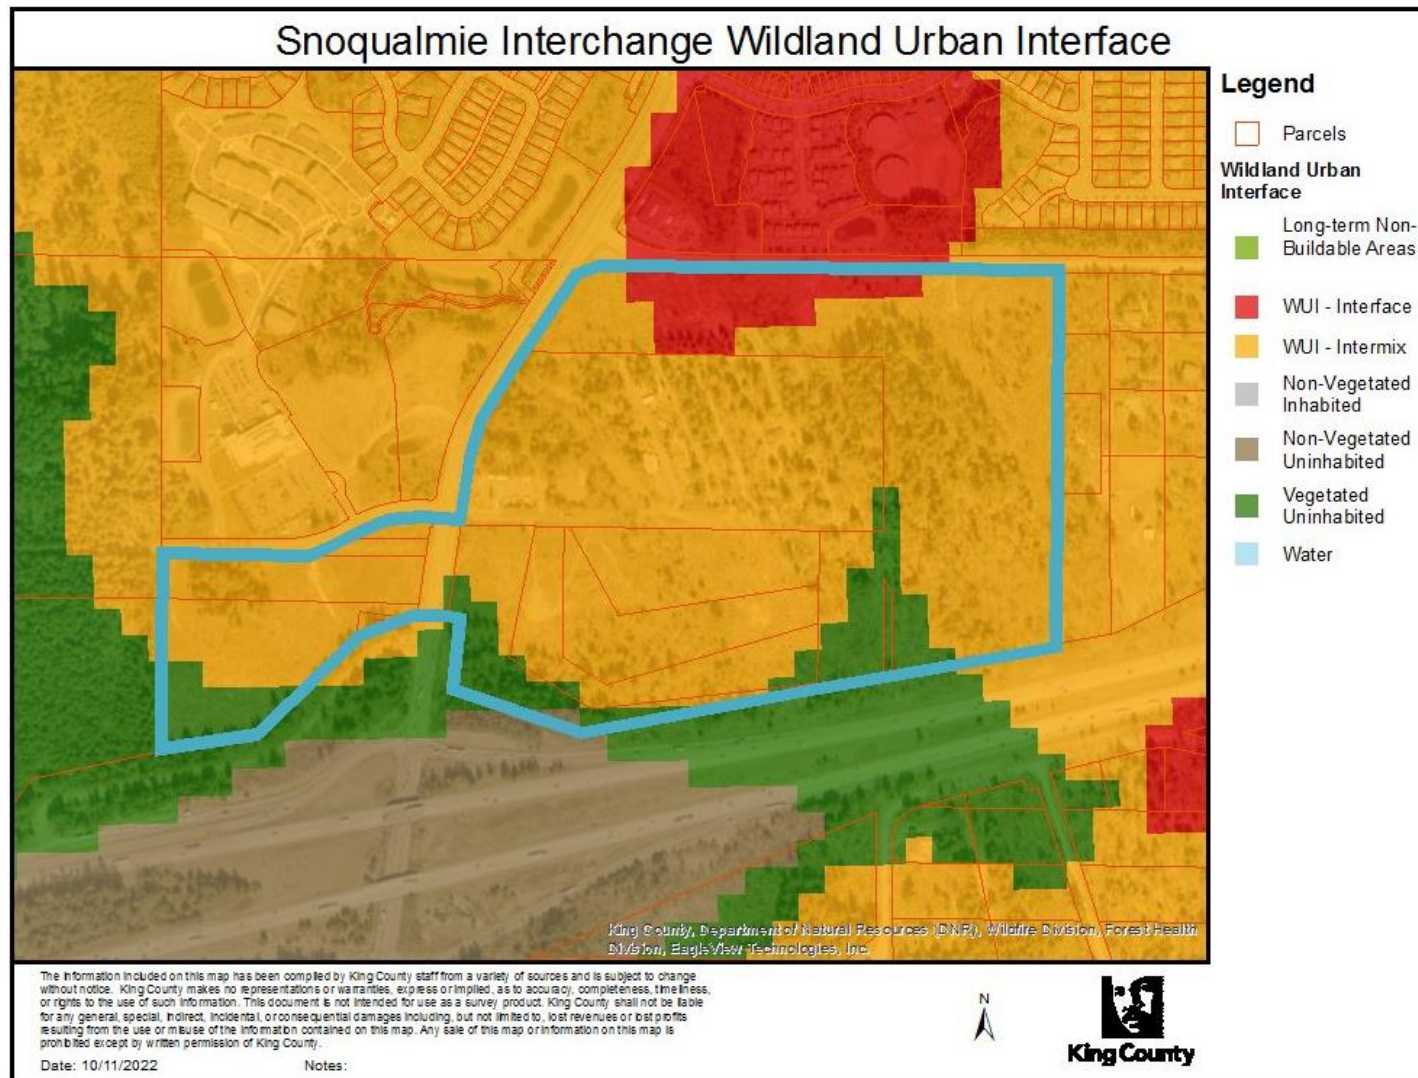 Snoqualmie Interchange Wildland Urban Interface
Legend
Parcels
Wildland Urban
Interface
Long-term Non-
Buildable Areas
WUI - Interface
WUI - Intermix
Non-Vegetated
Inhabited
Non-Vegetated
Uninhabited
Vegetated
Uninhabited
Water
King County, Department of Natural Resources (DNR), Wildfire Division, Forest Health
Division, EagleView Technologies, Inc.
The information included on this map has been compiled by King County staff from a variety of sources and is subject to change
without notice. King County makes no representations or warranties, express or implied, as to accuracy, completeness, timeliness,
or rights to the use of such information. This document is not intended for use as a survey product. King County shall not be liable
for any general, special, indirect, incidental, or consequential damages including, but not limited to, lost revenues or lost profits
resulting from the use or misuse of the information contained on this map. Any sale of this map or information on this map is
prohibited except by written permission of King County.
Date: 10/11/2022 Notes:
N
King County